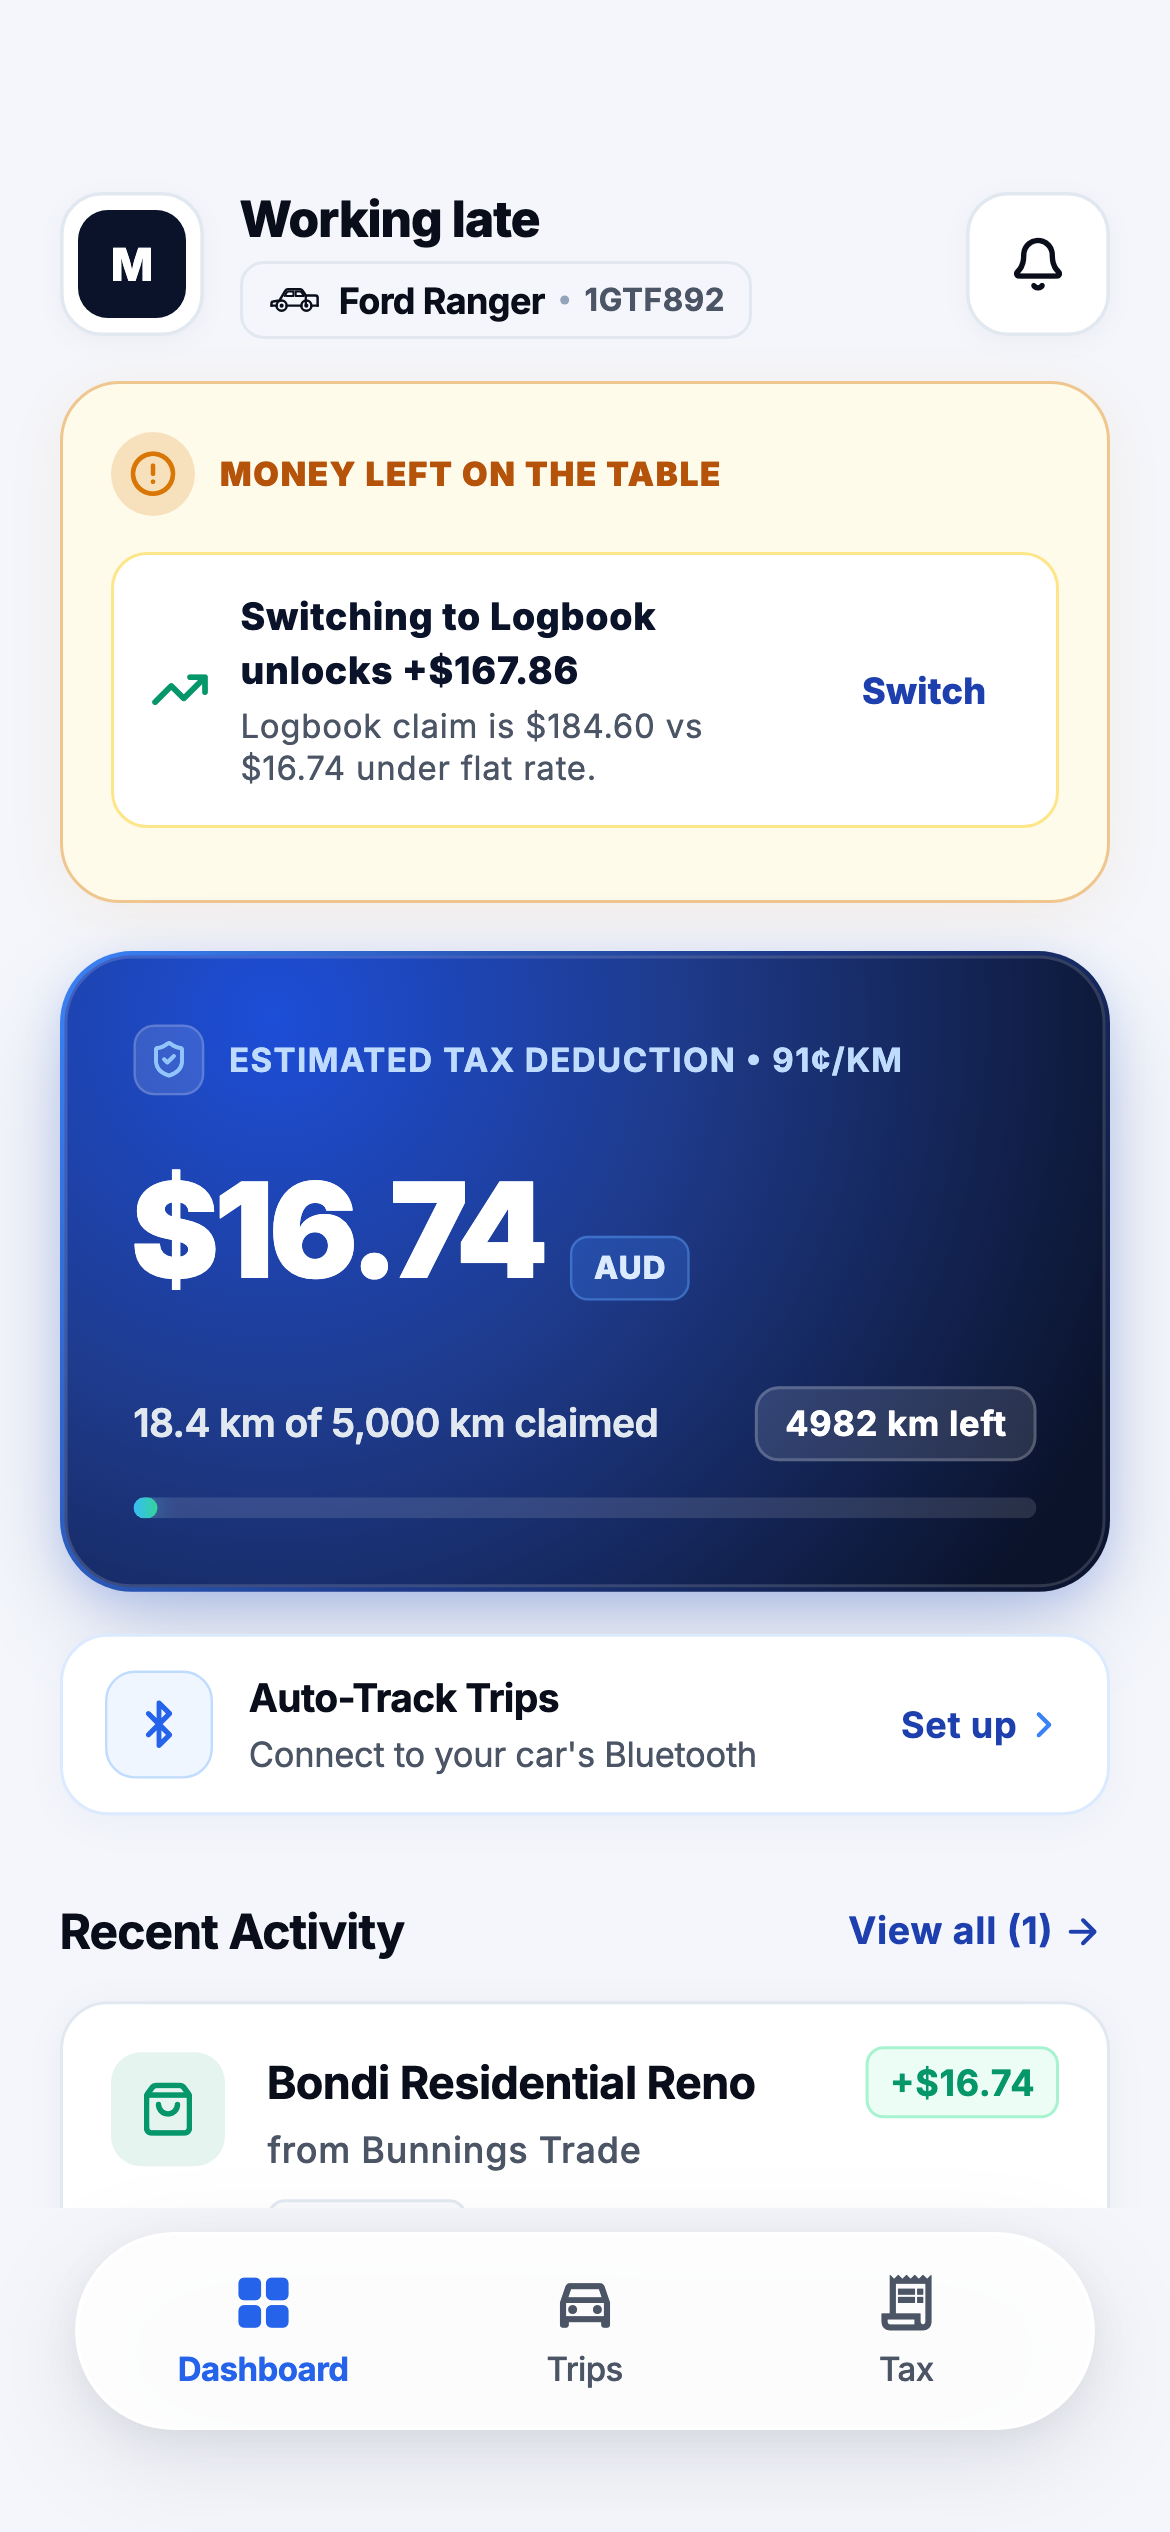 M
Working late
Ford Ranger • 1GTF892
MONEY LEFT ON THE TABLE
Switching to Logbook
unlocks +$167.86
Logbook claim is $184.60 vs
$16.74 under flat rate.
Switch
ESTIMATED TAX DEDUCTION • 91¢/KM
$16.74 AUD
18.4 km of 5,000 km claimed
4982 km left
Auto-Track Trips
Connect to your car's Bluetooth
Set up
Recent Activity
View all (1)
Bondi Residential Reno
+$16.74
from Bunnings Trade
Dashboard
Trips
Tax